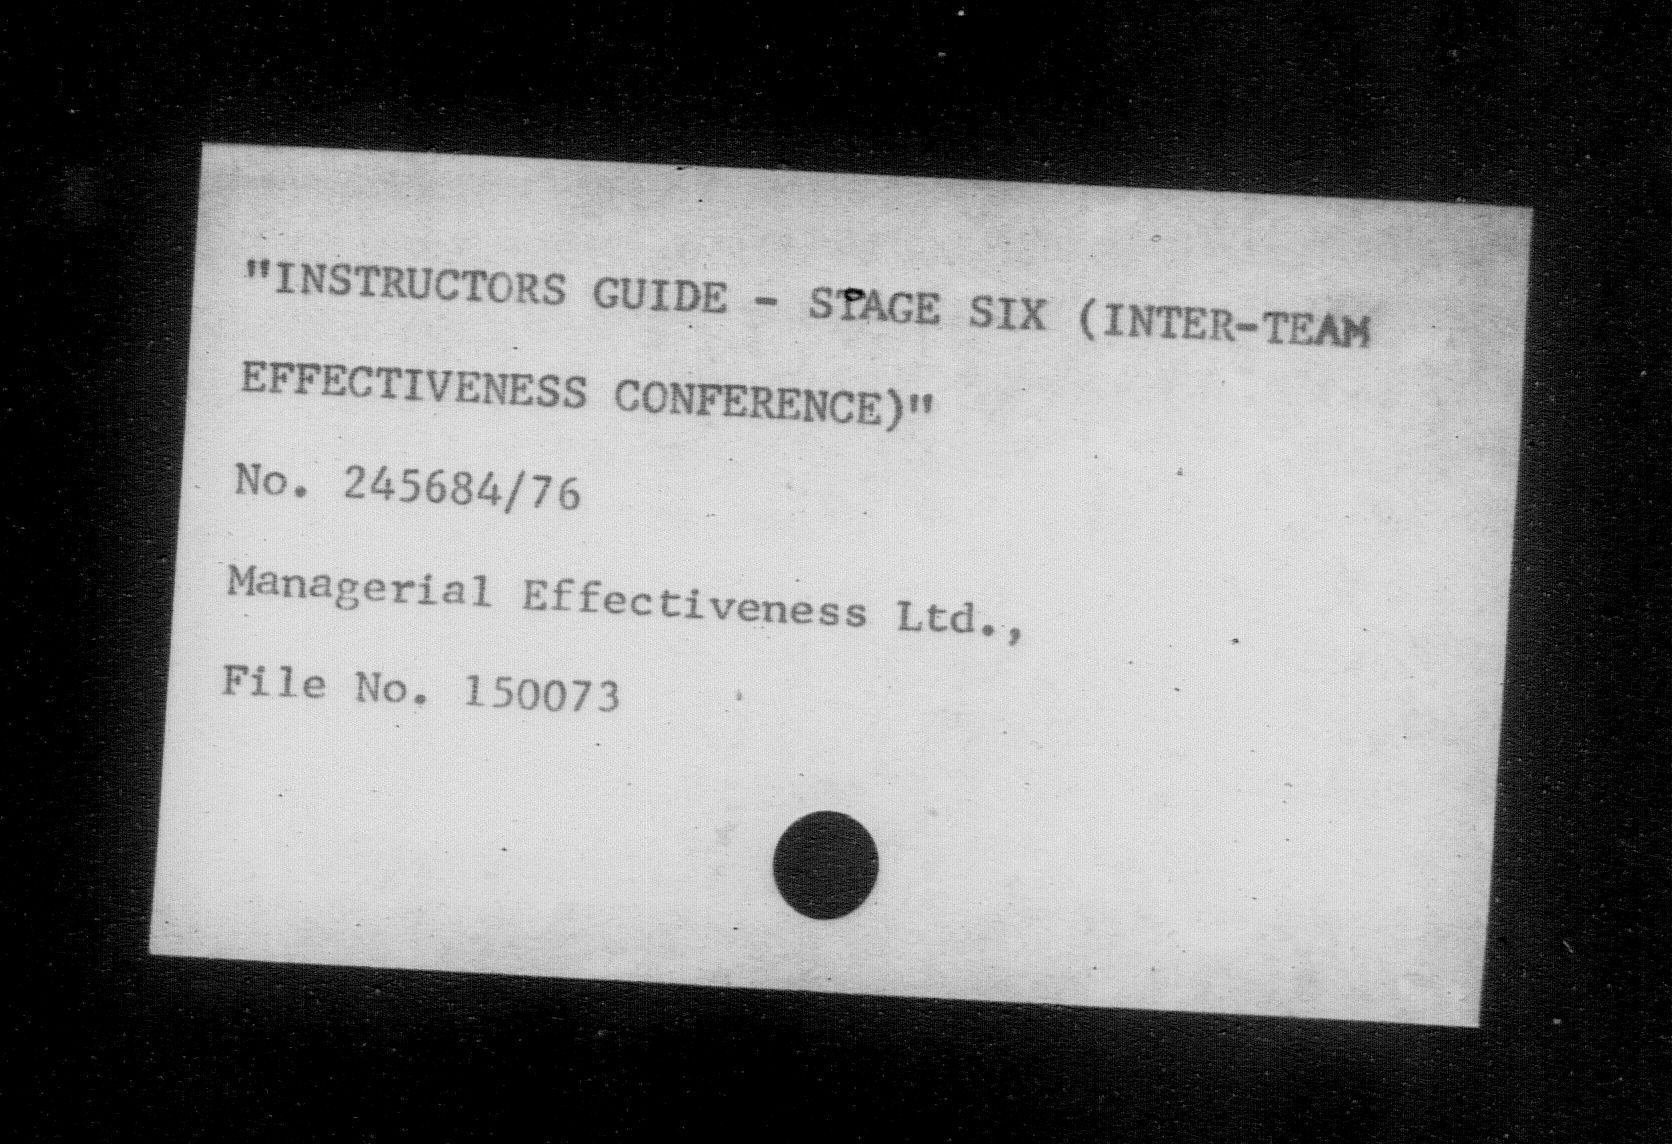 "INSTRUCTORS GUIDE - STAGE SIX (INTER-TEAM
EFFECTIVENESS CONFERENCE)"
No. 245684/76
Managerial Effectiveness Ltd.,
File No. 150073